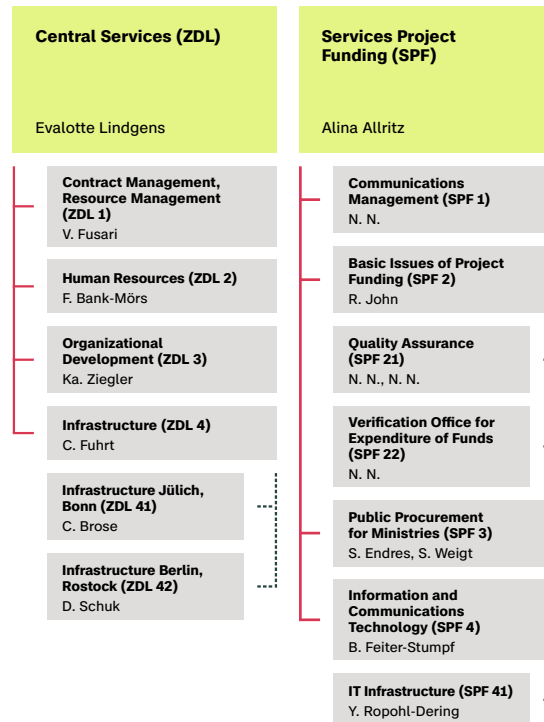 Central Services (ZDL)
Evalotte Lindgens
Contract Management,
Resource Management
(ZDL 1)
V. Fusari
Human Resources (ZDL 2)
F. Bank-Mörs
Organizational
Development (ZDL 3)
Ka. Ziegler
Infrastructure (ZDL 4)
C. Fuhrt
Infrastructure Jülich,
Bonn (ZDL 41)
C. Brose
Infrastructure Berlin,
Rostock (ZDL 42)
D. Schuk
Services Project
Funding (SPF)
Alina Allritz
Communications
Management (SPF 1)
N. N.
Basic Issues of Project
Funding (SPF 2)
R. John
Quality Assurance
(SPF 21)
N. N., N. N.
Verification Office for
Expenditure of Funds
(SPF 22)
N. N.
Public Procurement
for Ministries (SPF 3)
S. Endres, S. Weigt
Information and
Communications
Technology (SPF 4)
B. Feiter-Stumpf
IT Infrastructure (SPF 41)
Y. Ropohl-Dering